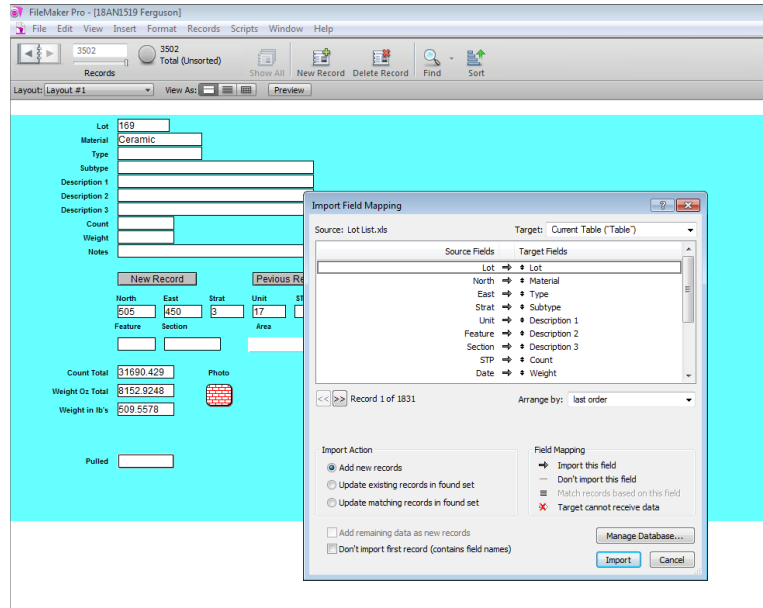 FileMaker Pro - [18AN1519 Ferguson]
File Edit View Insert Format Records Scripts Window Help
3502
3502
Total (Unsorted)
Records
Show All
New Record
Delete Record
Find
Sort
Layout: Layout #1
View As:
Preview
Lot 169
Material Ceramic
Type
Subtype
Description 1
Description 2
Description 3
Count
Weight
Notes
New Record
Pevious Re
North East Strat Unit ST
505 450 3 17
Feature Section Area
Count Total 31690.429
Photo
Weight Oz Total 8152.9248
Weight in lb's 509.5578
Pulled
Import Field Mapping
Source: Lot List.xls
Target: Current Table ("Table")
Source Fields Target Fields
Lot Lot
North Material
East Type
Strat Subtype
Unit Description 1
Feature Description 2
Section Description 3
STP Count
Date Weight
<< >> Record 1 of 1831
Arrange by: last order
Import Action
Add new records
Update existing records in found set
Update matching records in found set
Field Mapping
Import this field
Don't import this field
Match records based on this field
Target cannot receive data
Add remaining data as new records
Don't import first record (contains field names)
Manage Database...
Import
Cancel